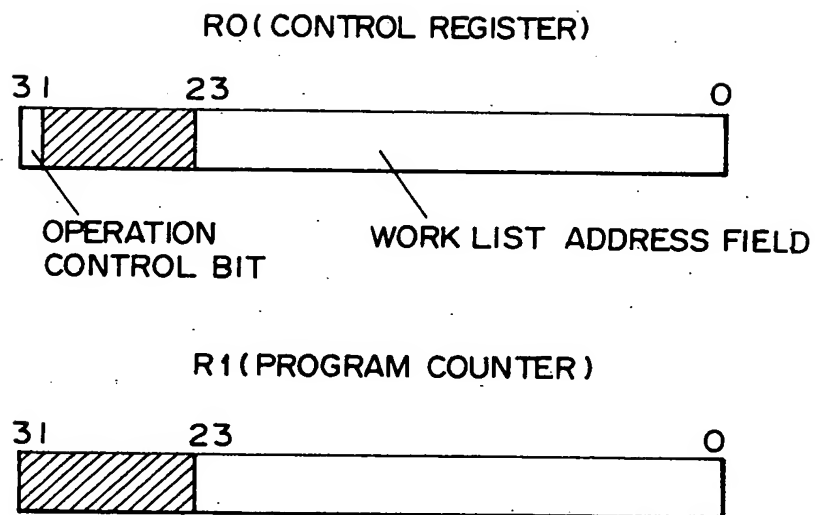 RO(CONTROL REGISTER)
31 23 0
OPERATION
CONTROL BIT
WORK LIST ADDRESS FIELD
R1(PROGRAM COUNTER)
31 23 0